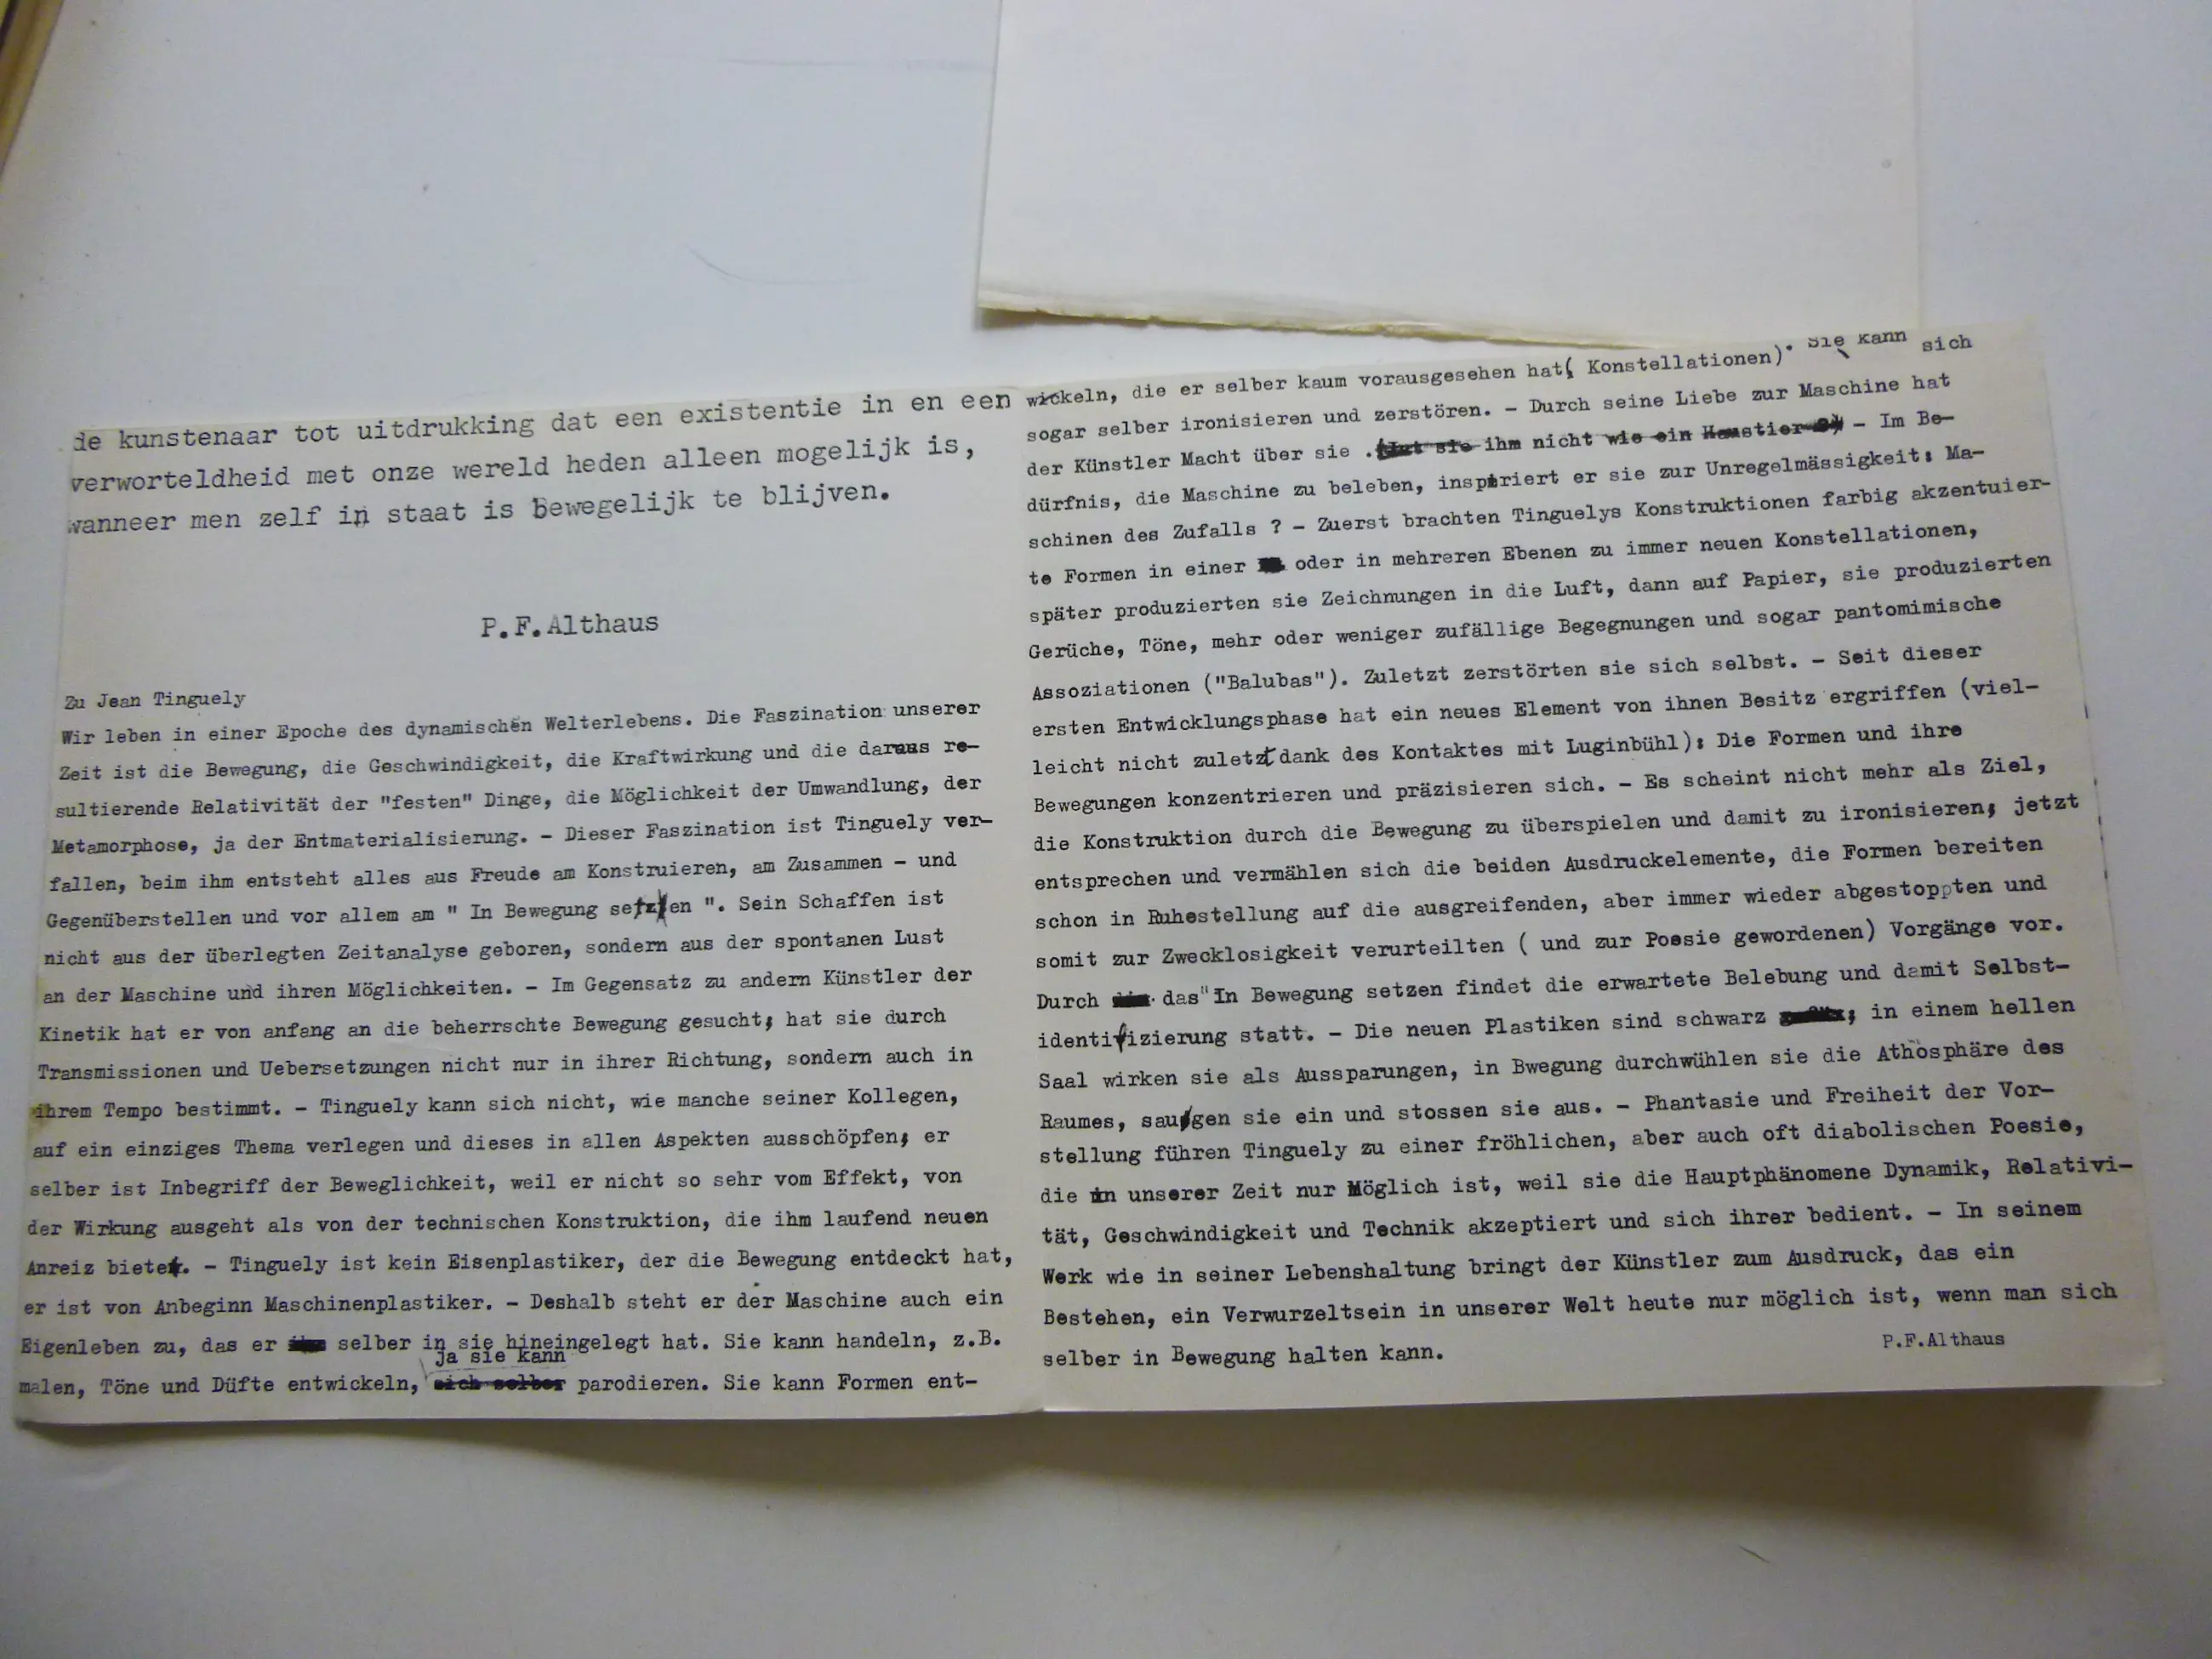 de kunstenaar tot uitdrukking dat een existentie in en een
verworteldheid met onze wereld heden alleen mogelijk is,
wanneer men zelf in staat is bewegelijk te blijven.
P.F.Althaus
Zu Jean Tinguely
Wir leben in einer Epoche des dynamischen Welterlebens. Die Faszination unserer
Zeit ist die Bewegung, die Geschwindigkeit, die Kraftwirkung und die daraus re-
sultierende Relativität der "festen" Dinge, die Möglichkeit der Umwandlung, der
Metamorphose, ja der Entmaterialisierung. - Dieser Faszination ist Tinguely ver-
fallen, beim ihm entsteht alles aus Freude am Konstruieren, am Zusammen - und
Gegenüberstellen und vor allem am " In Bewegung setzen ". Sein Schaffen ist
nicht aus der überlegten Zeitanalyse geboren, sondern aus der spontanen Lust
an der Maschine und ihren Möglichkeiten. - Im Gegensatz zu andern Künstler der
Kinetik hat er von anfang an die beherrschte Bewegung gesucht; hat sie durch
Transmissionen und Uebersetzungen nicht nur in ihrer Richtung, sondern auch in
ihrem Tempo bestimmt. - Tinguely kann sich nicht, wie manche seiner Kollegen,
auf ein einziges Thema verlegen und dieses in allen Aspekten ausschöpfen; er
selber ist Inbegriff der Beweglichkeit, weil er nicht so sehr vom Effekt, von
der Wirkung ausgeht als von der technischen Konstruktion, die ihm laufend neuen
Anreiz bietet. - Tinguely ist kein Eisenplastiker, der die Bewegung entdeckt hat,
er ist von Anbeginn Maschinenplastiker. - Deshalb steht er der Maschine auch ein
Eigenleben zu, das er selber in sie hineingelegt hat. Sie kann handeln, z.B.
ja sie kann
malen, Töne und Düfte entwickeln, sich selber parodieren. Sie kann Formen ent-
wickeln, die er selber kaum vorausgesehen hat( Konstellationen). Sie kann sich
sogar selber ironisieren und zerstören. - Durch seine Liebe zur Maschine hat
der Künstler Macht über sie . sie ihm nicht wie ein Haustier - Im Be-
dürfnis, die Maschine zu beleben, inspiriert er sie zur Unregelmässigkeit: Ma-
schinen des Zufalls ? - Zuerst brachten Tinguelys Konstruktionen farbig akzentuier-
te Formen in einer oder in mehreren Ebenen zu immer neuen Konstellationen,
später produzierten sie Zeichnungen in die Luft, dann auf Papier, sie produzierten
Gerüche, Töne, mehr oder weniger zufällige Begegnungen und sogar pantomimische
Assoziationen ("Balubas"). Zuletzt zerstörten sie sich selbst. - Seit dieser
ersten Entwicklungsphase hat ein neues Element von ihnen Besitz ergriffen (viel-
leicht nicht zuletzt dank des Kontaktes mit Luginbühl): Die Formen und ihre
Bewegungen konzentrieren und präzisieren sich. - Es scheint nicht mehr als Ziel,
die Konstruktion durch die Bewegung zu überspielen und damit zu ironisieren; jetzt
entsprechen und vermählen sich die beiden Ausdruckelemente, die Formen bereiten
schon in Ruhestellung auf die ausgreifenden, aber immer wieder abgestoppten und
somit zur Zwecklosigkeit verurteilten ( und zur Poesie gewordenen) Vorgänge vor.
Durch das"In Bewegung setzen findet die erwartete Belebung und damit Selbst-
identifizierung statt. - Die neuen Plastiken sind schwarz ; in einem hellen
Saal wirken sie als Aussparungen, in Bwegung durchwühlen sie die Athosphäre des
Raumes, saugen sie ein und stossen sie aus. - Phantasie und Freiheit der Vor-
stellung führen Tinguely zu einer fröhlichen, aber auch oft diabolischen Poesie,
die in unserer Zeit nur Möglich ist, weil sie die Hauptphänomene Dynamik, Relativi-
tät, Geschwindigkeit und Technik akzeptiert und sich ihrer bedient. - In seinem
Werk wie in seiner Lebenshaltung bringt der Künstler zum Ausdruck, das ein
Bestehen, ein Verwurzeltsein in unserer Welt heute nur möglich ist, wenn man sich
selber in Bewegung halten kann.
P.F.Althaus